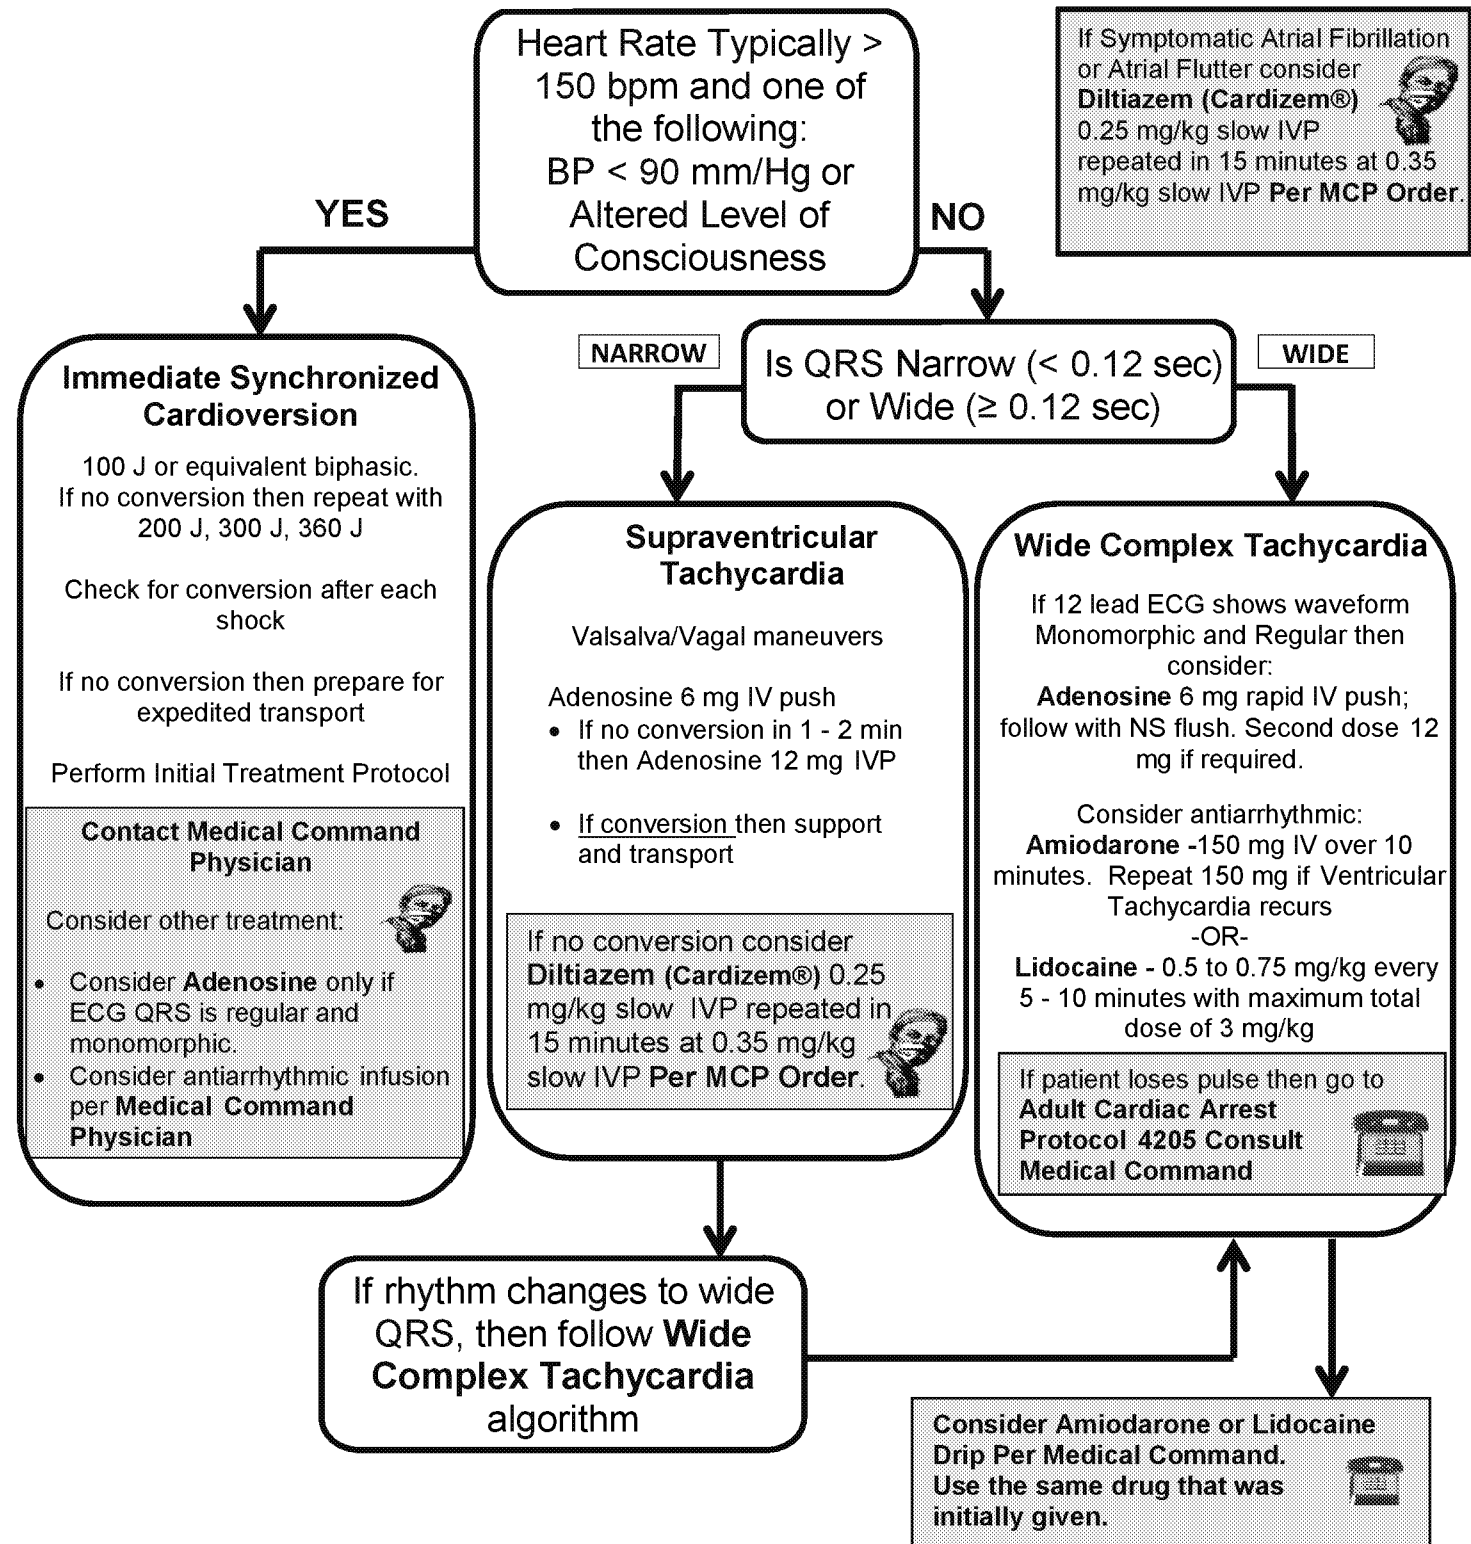 Heart Rate Typically >
150 bpm and one of
the following:
BP < 90 mm/Hg or
Altered Level of
Consciousness
If Symptomatic Atrial Fibrillation
or Atrial Flutter consider
Diltiazem (Cardizem®)
0.25 mg/kg slow IVP
repeated in 15 minutes at 0.35
mg/kg slow IVP Per MCP Order.
YES
NO
Immediate Synchronized
Cardioversion
100 J or equivalent biphasic.
If no conversion then repeat with
200 J, 300 J, 360 J
Check for conversion after each
shock
If no conversion then prepare for
expedited transport
Perform Initial Treatment Protocol
Contact Medical Command
Physician
Consider other treatment:
• Consider Adenosine only if
ECG QRS is regular and
monomorphic.
• Consider antiarrhythmic infusion
per Medical Command
Physician
NARROW
Is QRS Narrow (< 0.12 sec)
or Wide (≥ 0.12 sec)
WIDE
Supraventricular
Tachycardia
Valsalva/Vagal maneuvers
Adenosine 6 mg IV push
• If no conversion in 1 - 2 min
then Adenosine 12 mg IVP
• If conversion then support
and transport
If no conversion consider
Diltiazem (Cardizem®) 0.25
mg/kg slow IVP repeated in
15 minutes at 0.35 mg/kg
slow IVP Per MCP Order.
Wide Complex Tachycardia
If 12 lead ECG shows waveform
Monomorphic and Regular then
consider:
Adenosine 6 mg rapid IV push;
follow with NS flush. Second dose 12
mg if required.
Consider antiarrhythmic:
Amiodarone -150 mg IV over 10
minutes. Repeat 150 mg if Ventricular
Tachycardia recurs
-OR-
Lidocaine - 0.5 to 0.75 mg/kg every
5 - 10 minutes with maximum total
dose of 3 mg/kg
If patient loses pulse then go to
Adult Cardiac Arrest
Protocol 4205 Consult
Medical Command
If rhythm changes to wide
QRS, then follow Wide
Complex Tachycardia
algorithm
Consider Amiodarone or Lidocaine
Drip Per Medical Command.
Use the same drug that was
initially given.